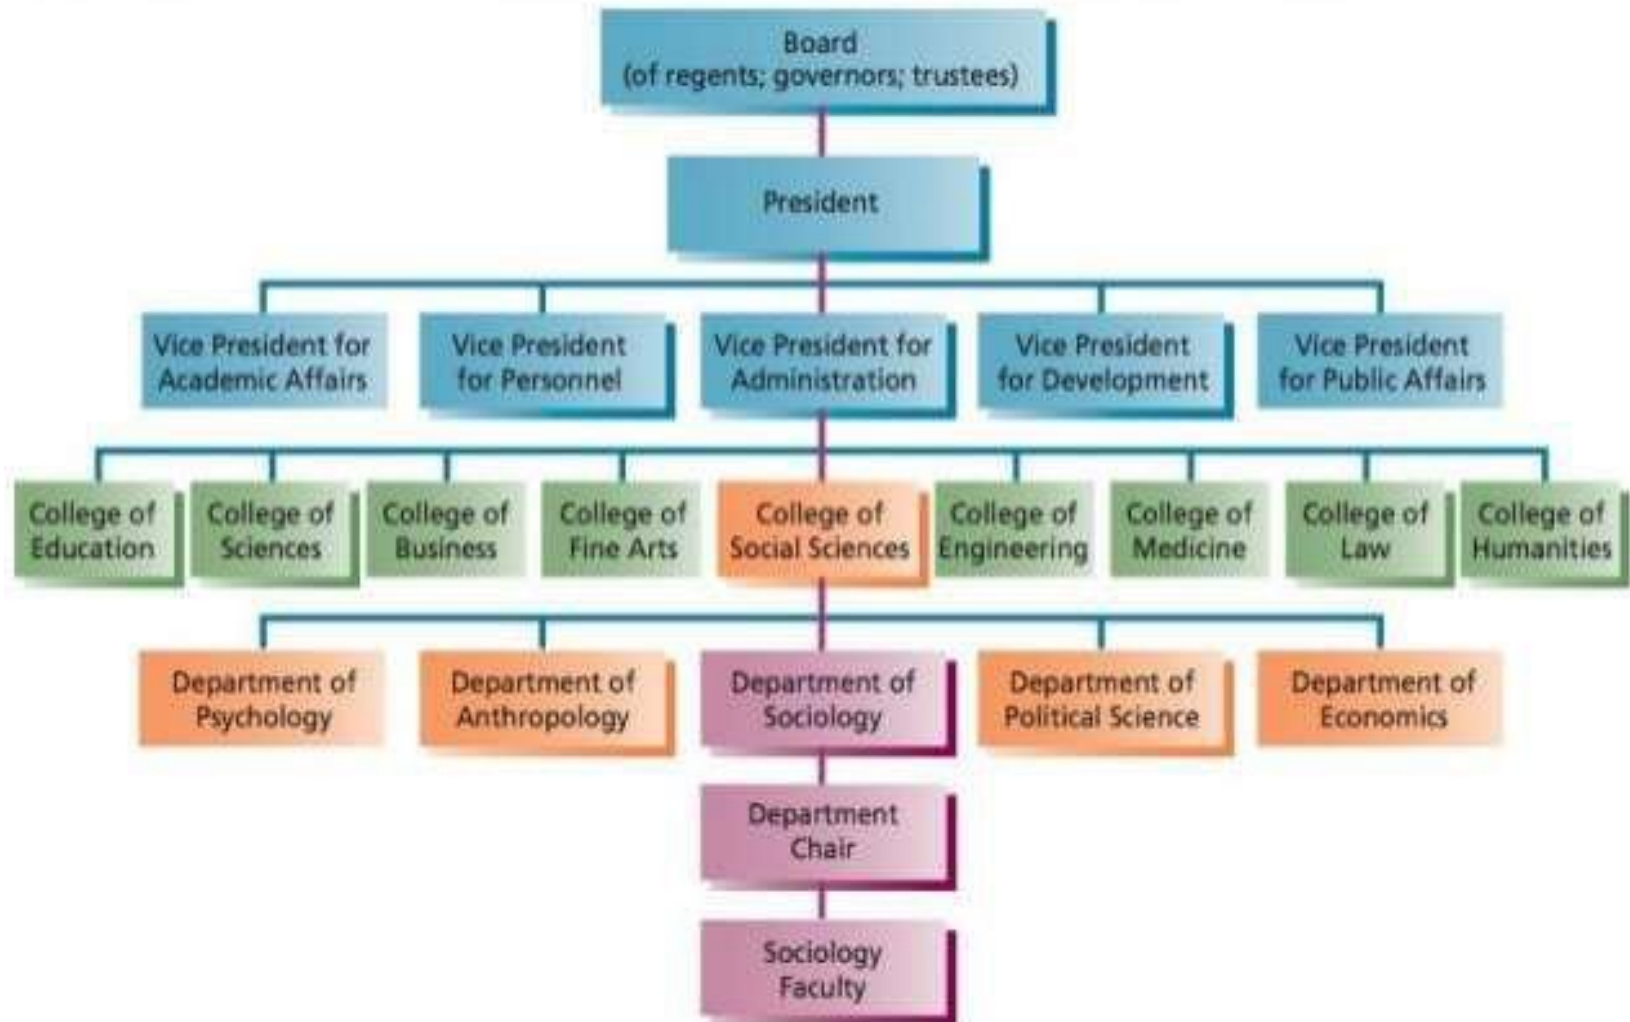 Board
(of regents; governors; trustees)
President
Vice President for
Academic Affairs
Vice President
for Personnel
Vice President for
Administration
Vice President
for Development
Vice President
for Public Affairs
College of
Education
College of
Sciences
College of
Business
College of
Fine Arts
College of
Social Sciences
College of
Engineering
College of
Medicine
College of
Law
College of
Humanities
Department of
Psychology
Department of
Anthropology
Department of
Sociology
Department of
Political Science
Department of
Economics
Department
Chair
Sociology
Faculty